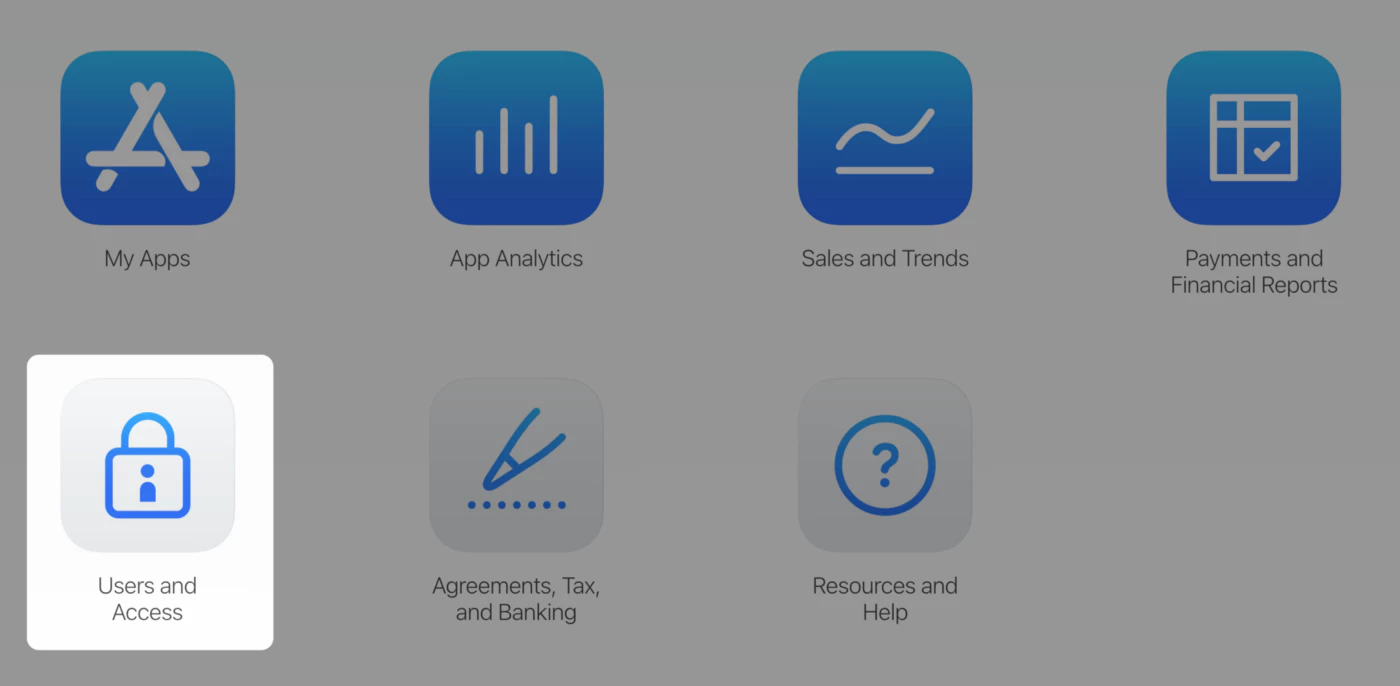 My Apps
App Analytics
Sales and Trends
Payments and
Financial Reports
Users and
Access
Agreements, Tax,
and Banking
?
Resources and
Help